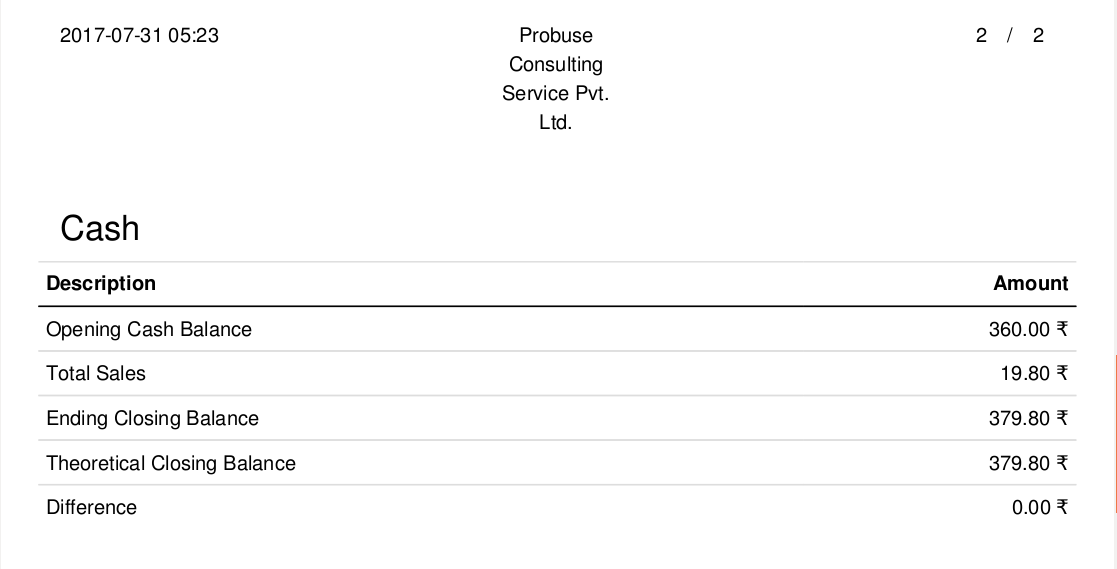 2017-07-31 05:23
Probuse
Consulting
Service Pvt.
Ltd.
2 / 2
Cash
Description Amount
Opening Cash Balance 360.00 ₹
Total Sales 19.80 ₹
Ending Closing Balance 379.80 ₹
Theoretical Closing Balance 379.80 ₹
Difference 0.00 ₹